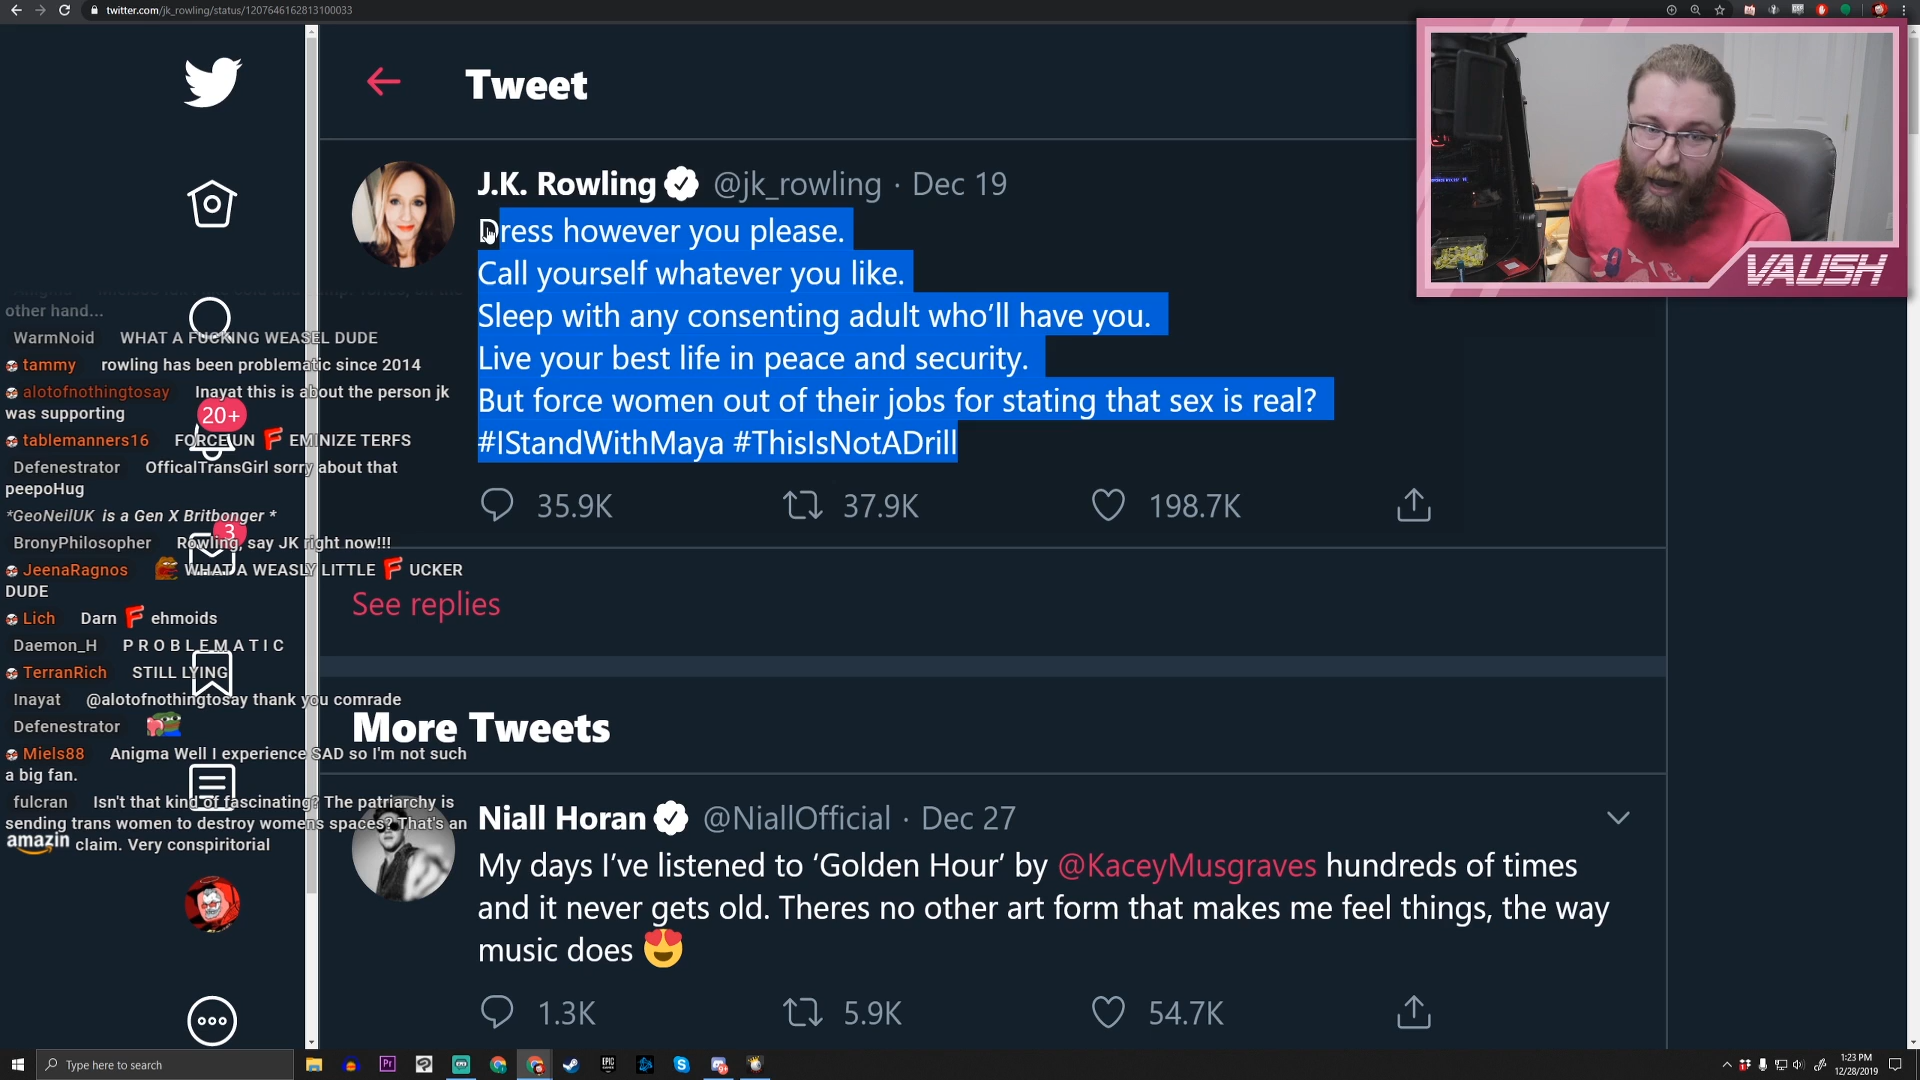 twitter.com/jk_rowling/status/1207646162813100033
Tweet
J.K. Rowling @jk_rowling · Dec 19
Dress however you please.
Call yourself whatever you like.
Sleep with any consenting adult who'll have you.
Live your best life in peace and security.
But force women out of their jobs for stating that sex is real?
#IStandWithMaya #ThisIsNotADrill
35.9K 37.9K 198.7K
See replies
More Tweets
Niall Horan @NiallOfficial · Dec 27
My days I've listened to 'Golden Hour' by @KaceyMusgraves hundreds of times
and it never gets old. Theres no other art form that makes me feel things, the way
music does
1.3K 5.9K 54.7K
VAUSH
other hand...
WarmNoid WHAT A FUCKING WEASEL DUDE
tammy rowling has been problematic since 2014
alotofnothingtosay Inayat this is about the person jk
was supporting
20+
tablemanners16 FORCE UN F EMINIZE TERFS
Defenestrator OfficalTransGirl sorry about that
peepoHug
*GeoNeilUK is a Gen X Britbonger *
3
BronyPhilosopher Rowling, say JK right now!!!
JeenaRagnos WHAT A WEASLY LITTLE F UCKER
DUDE
Lich Darn F ehmoids
Daemon_H P R O B L E M A T I C
TerranRich STILL LYING
Inayat @alotofnothingtosay thank you comrade
Defenestrator
Miels88 Anigma Well I experience SAD so I'm not such
a big fan.
fulcran Isn't that kind of fascinating? The patriarchy is
sending trans women to destroy womens spaces? That's an
amazin claim. Very conspiritorial
Type here to search
Pr
EPIC
1:23 PM
12/28/2019